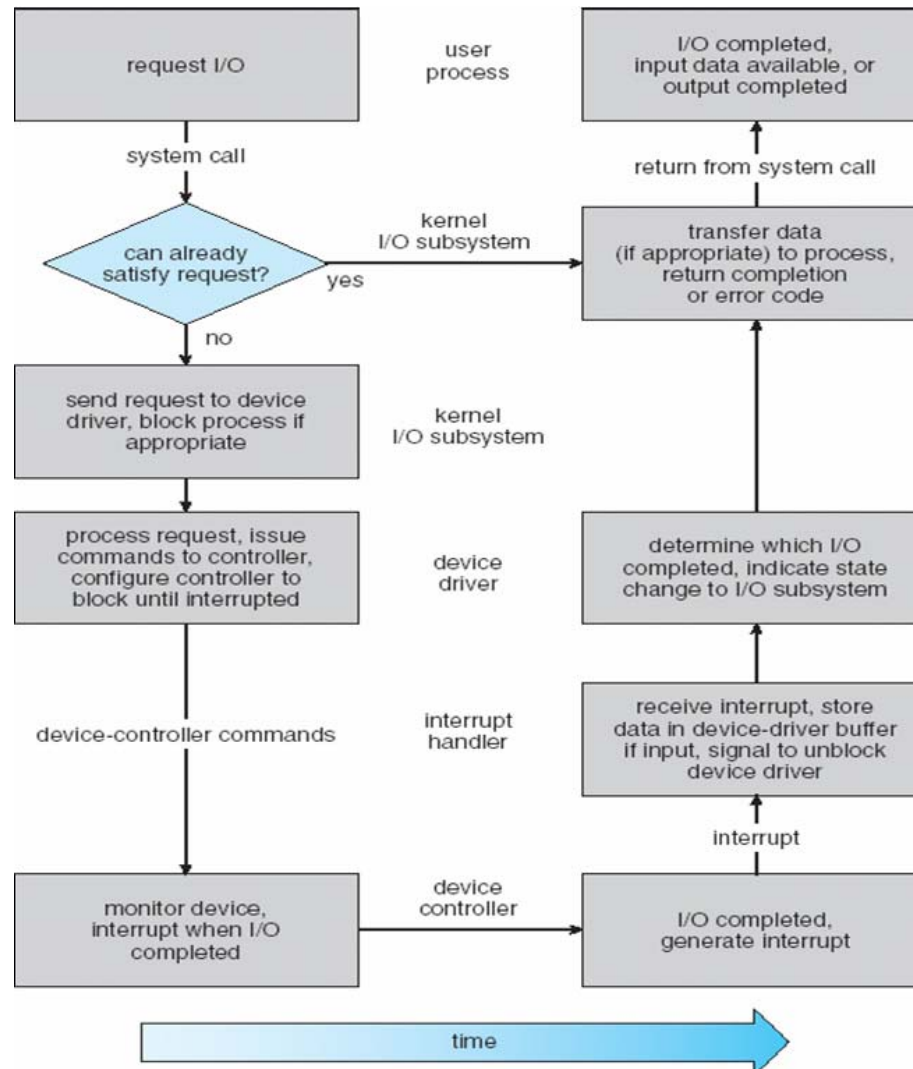 request I/O
user
process
I/O completed,
input data available, or
output completed
system call
return from system call
can already
satisfy request?
kernel
I/O subsystem
yes
transfer data
(if appropriate) to process,
return completion
or error code
no
send request to device
driver, block process if
appropriate
kernel
I/O subsystem
process request, issue
commands to controller,
configure controller to
block until interrupted
device
driver
determine which I/O
completed, indicate state
change to I/O subsystem
device-controller commands
interrupt
handler
receive interrupt, store
data in device-driver buffer
if input, signal to unblock
device driver
interrupt
monitor device,
interrupt when I/O
completed
device
controller
I/O completed,
generate interrupt
time